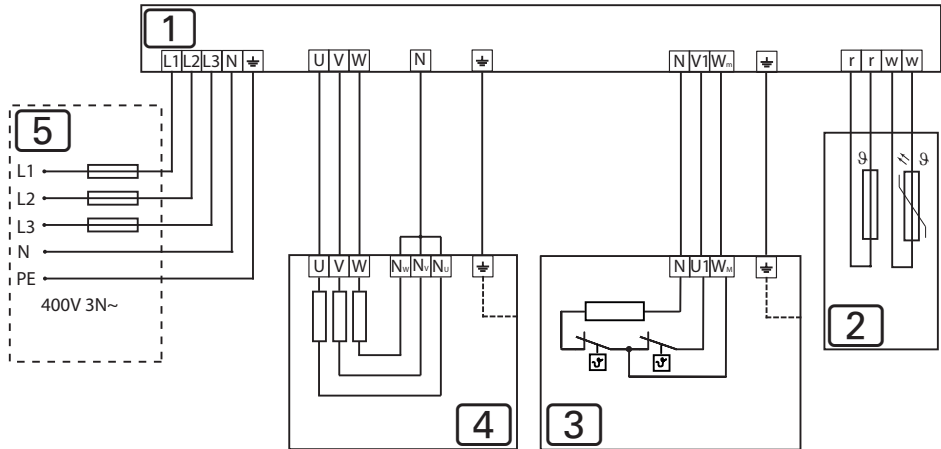 1
L1 L2 L3 N U V W N N V1 Wm r r w w
5
L1
L2
L3
N
PE
400V 3N~
U V W NW NV NU N U1 WM
ϑ ϑ
2
ϑ ϑ
4
3